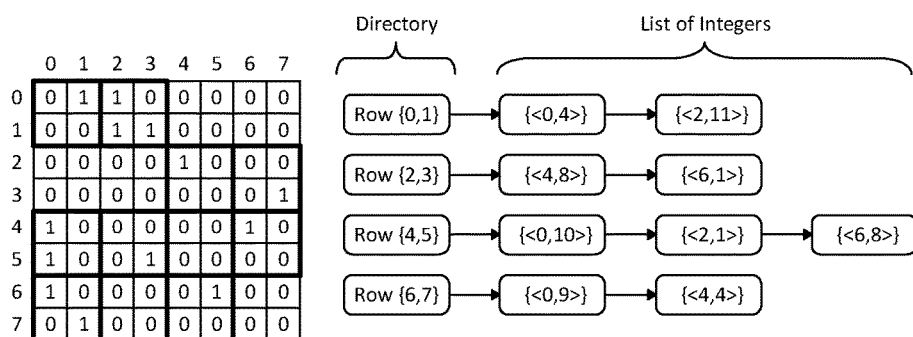 Directory List of Integers
0 1 2 3 4 5 6 7
0 0 1 1 0 0 0 0 0 Row {0,1} {<0,4>} {<2,11>}
1 0 0 1 1 0 0 0 0
2 0 0 0 0 1 0 0 0 Row {2,3} {<4,8>} {<6,1>}
3 0 0 0 0 0 0 0 1
4 1 0 0 0 0 0 1 0 Row {4,5} {<0,10>} {<2,1>} {<6,8>}
5 1 0 0 1 0 0 0 0
6 1 0 0 0 0 1 0 0 Row {6,7} {<0,9>} {<4,4>}
7 0 1 0 0 0 0 0 0